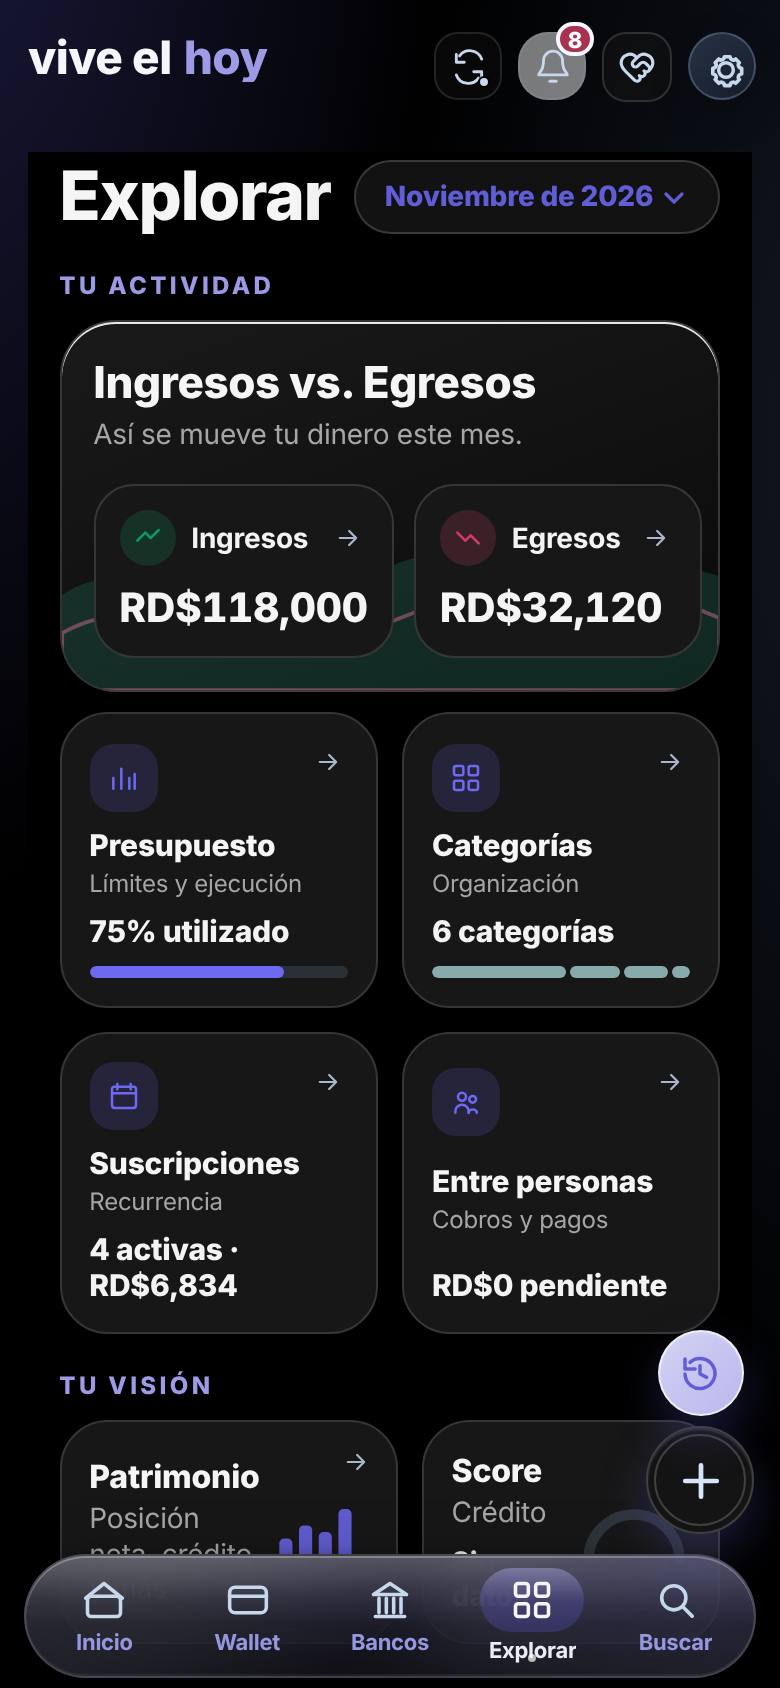 vive el hoy
8
Explorar
Noviembre de 2026
TU ACTIVIDAD
Ingresos vs. Egresos
Así se mueve tu dinero este mes.
Ingresos
RD$118,000
Egresos
RD$32,120
Presupuesto
Límites y ejecución
75% utilizado
Categorías
Organización
6 categorías
Suscripciones
Recurrencia
4 activas ·
RD$6,834
Entre personas
Cobros y pagos
RD$0 pendiente
TU VISIÓN
Patrimonio
Posición
neta, crédito
Score
Crédito
Inicio
Wallet
Bancos
Explorar
Buscar